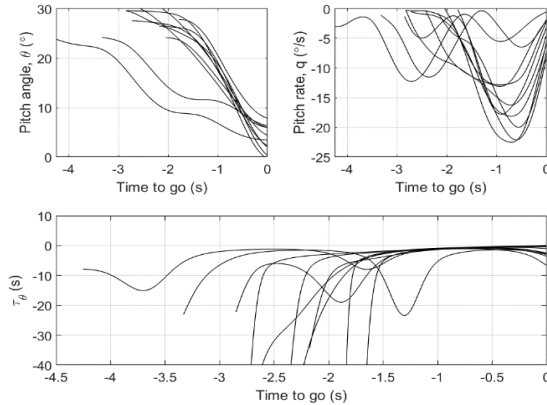 30
20
10
0
Pitch angle, θ (°)
-4 -3 -2 -1 0
Time to go (s)
0
-5
-10
-15
-20
-25
Pitch rate, q (°/s)
-4 -3 -2 -1 0
Time to go (s)
10
0
-10
-20
-30
-40
τθ (s)
-4.5 -4 -3.5 -3 -2.5 -2 -1.5 -1 -0.5 0
Time to go (s)